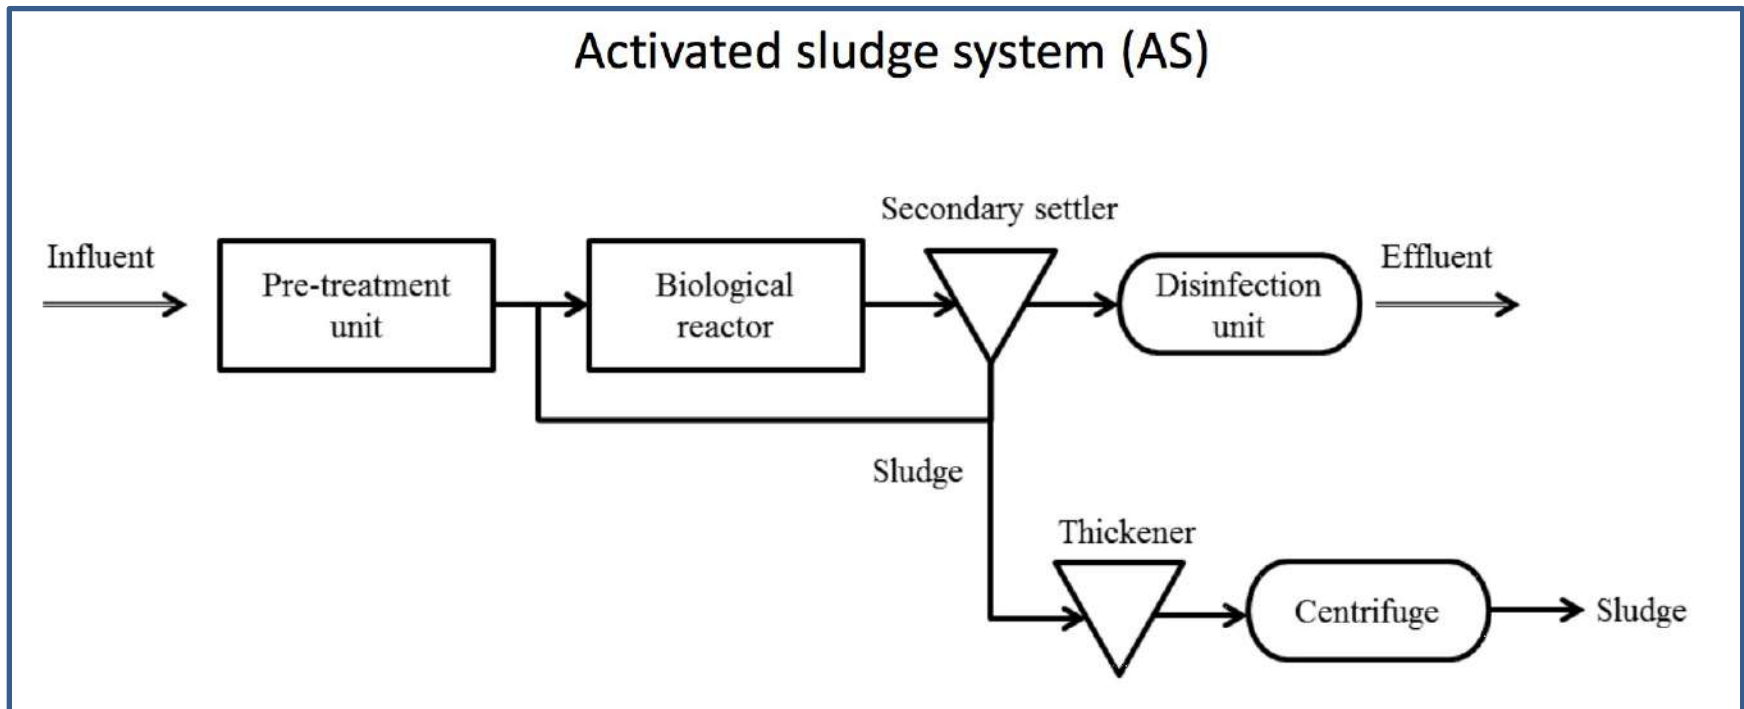 Activated sludge system (AS)
Secondary settler
Influent
Pre-treatment
unit
Biological
reactor
Disinfection
unit
Effluent
Sludge
Thickener
Centrifuge
Sludge